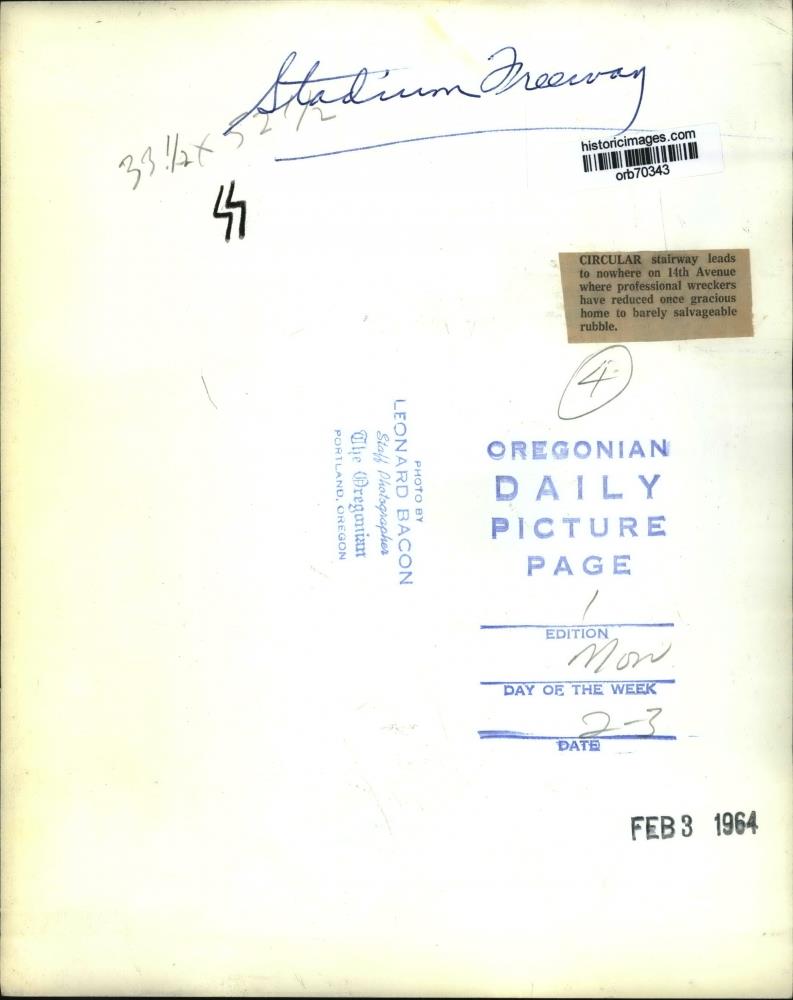 Stadium Freeway
33 1/2 x 52 1/2
historicimages.com
orb70343
CIRCULAR stairway leads
to nowhere on 14th Avenue
where professional wreckers
have reduced once gracious
home to barely salvageable
rubble.
4
PHOTO BY
LEONARD BACON
Staff Photographer
The Oregonian
PORTLAND, OREGON
OREGONIAN
DAILY
PICTURE
PAGE
1
EDITION
Mon
DAY OF THE WEEK
2-3
DATE
FEB 3 1964